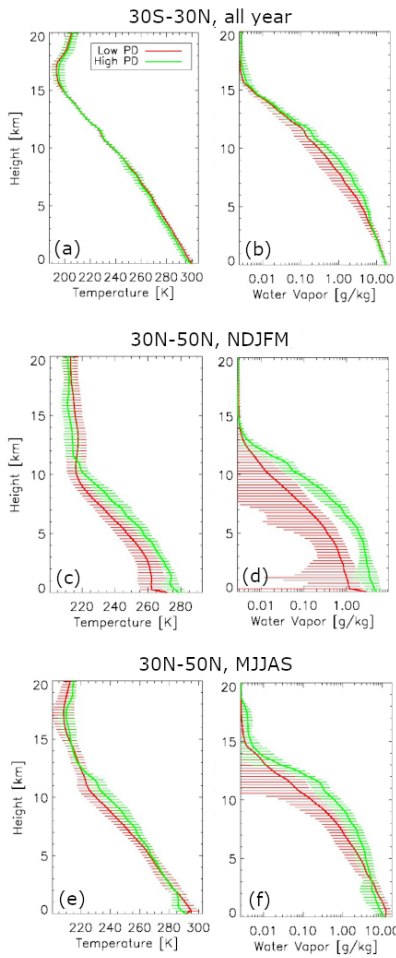 30S-30N, all year
20
15
10
5
0
Height [km]
Low PD
High PD
(a)
200 220 240 260 280 300
Temperature [K]
20
15
10
5
0
(b)
0.01 0.10 1.00 10.00
Water Vapor [g/kg]
30N-50N, NDJFM
20
15
10
5
0
Height [km]
(c)
220 240 260 280
Temperature [K]
20
15
10
5
0
(d)
0.01 0.10 1.00
Water Vapor [g/kg]
30N-50N, MJJAS
20
15
10
5
0
Height [km]
(e)
220 240 260 280 300
Temperature [K]
20
15
10
5
0
(f)
0.01 0.10 1.00 10.00
Water Vapor [g/kg]